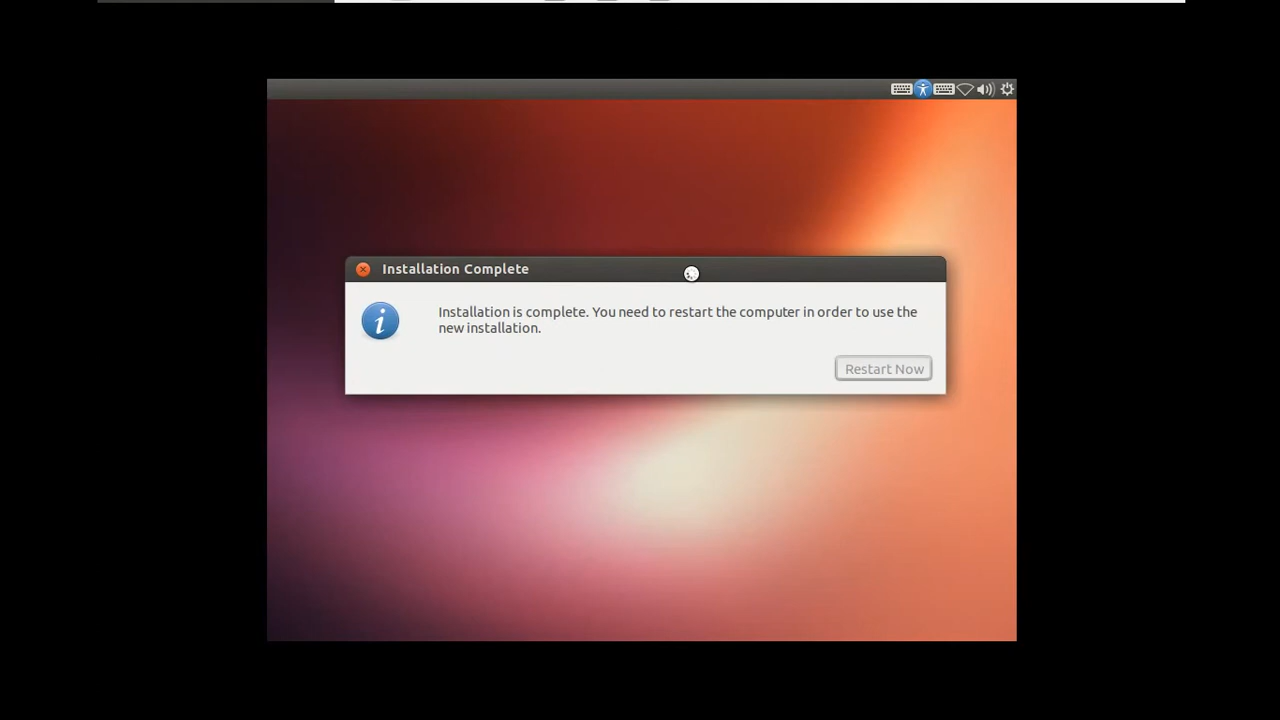 Installation Complete
Installation is complete. You need to restart the computer in order to use the
new installation.
Restart Now